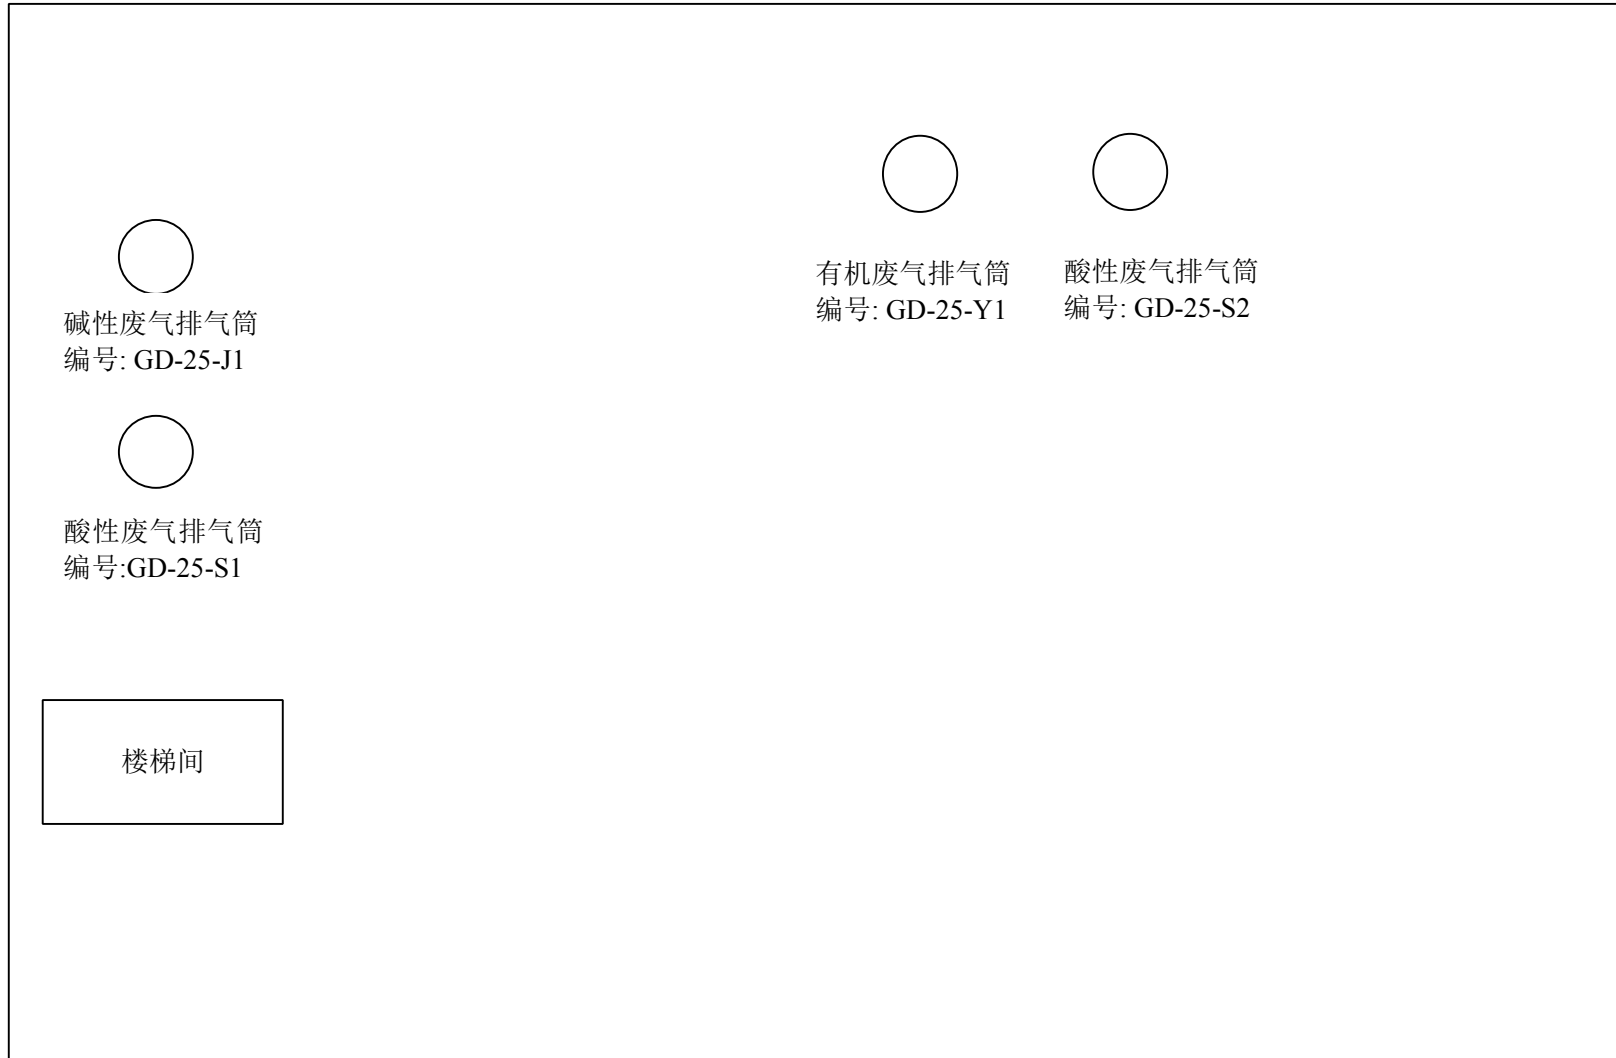 碱性废气排气筒
编号: GD-25-J1
酸性废气排气筒
编号:GD-25-S1
有机废气排气筒
编号: GD-25-Y1
酸性废气排气筒
编号: GD-25-S2
楼梯间